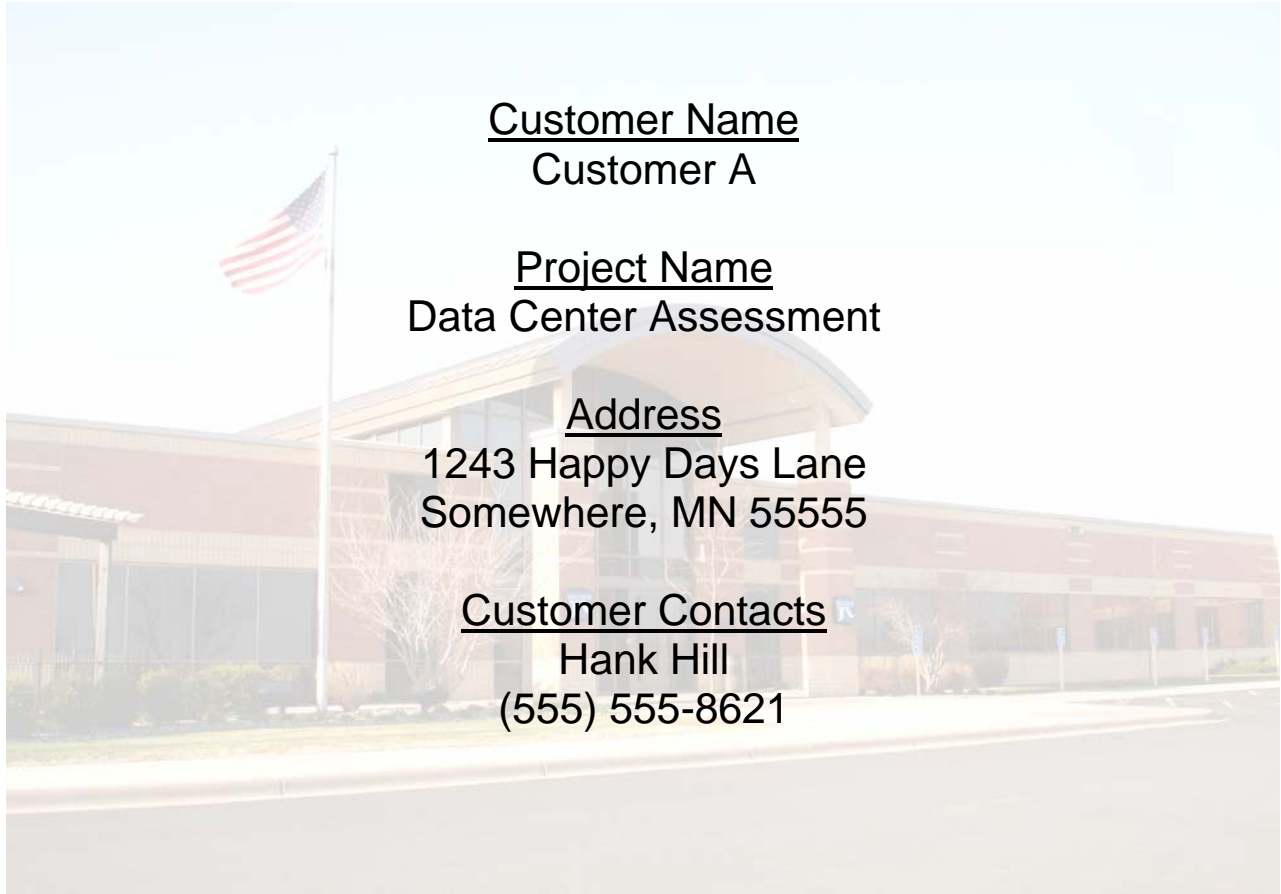 Customer Name
Customer A
Project Name
Data Center Assessment
Address
1243 Happy Days Lane
Somewhere, MN 55555
Customer Contacts
Hank Hill
(555) 555-8621